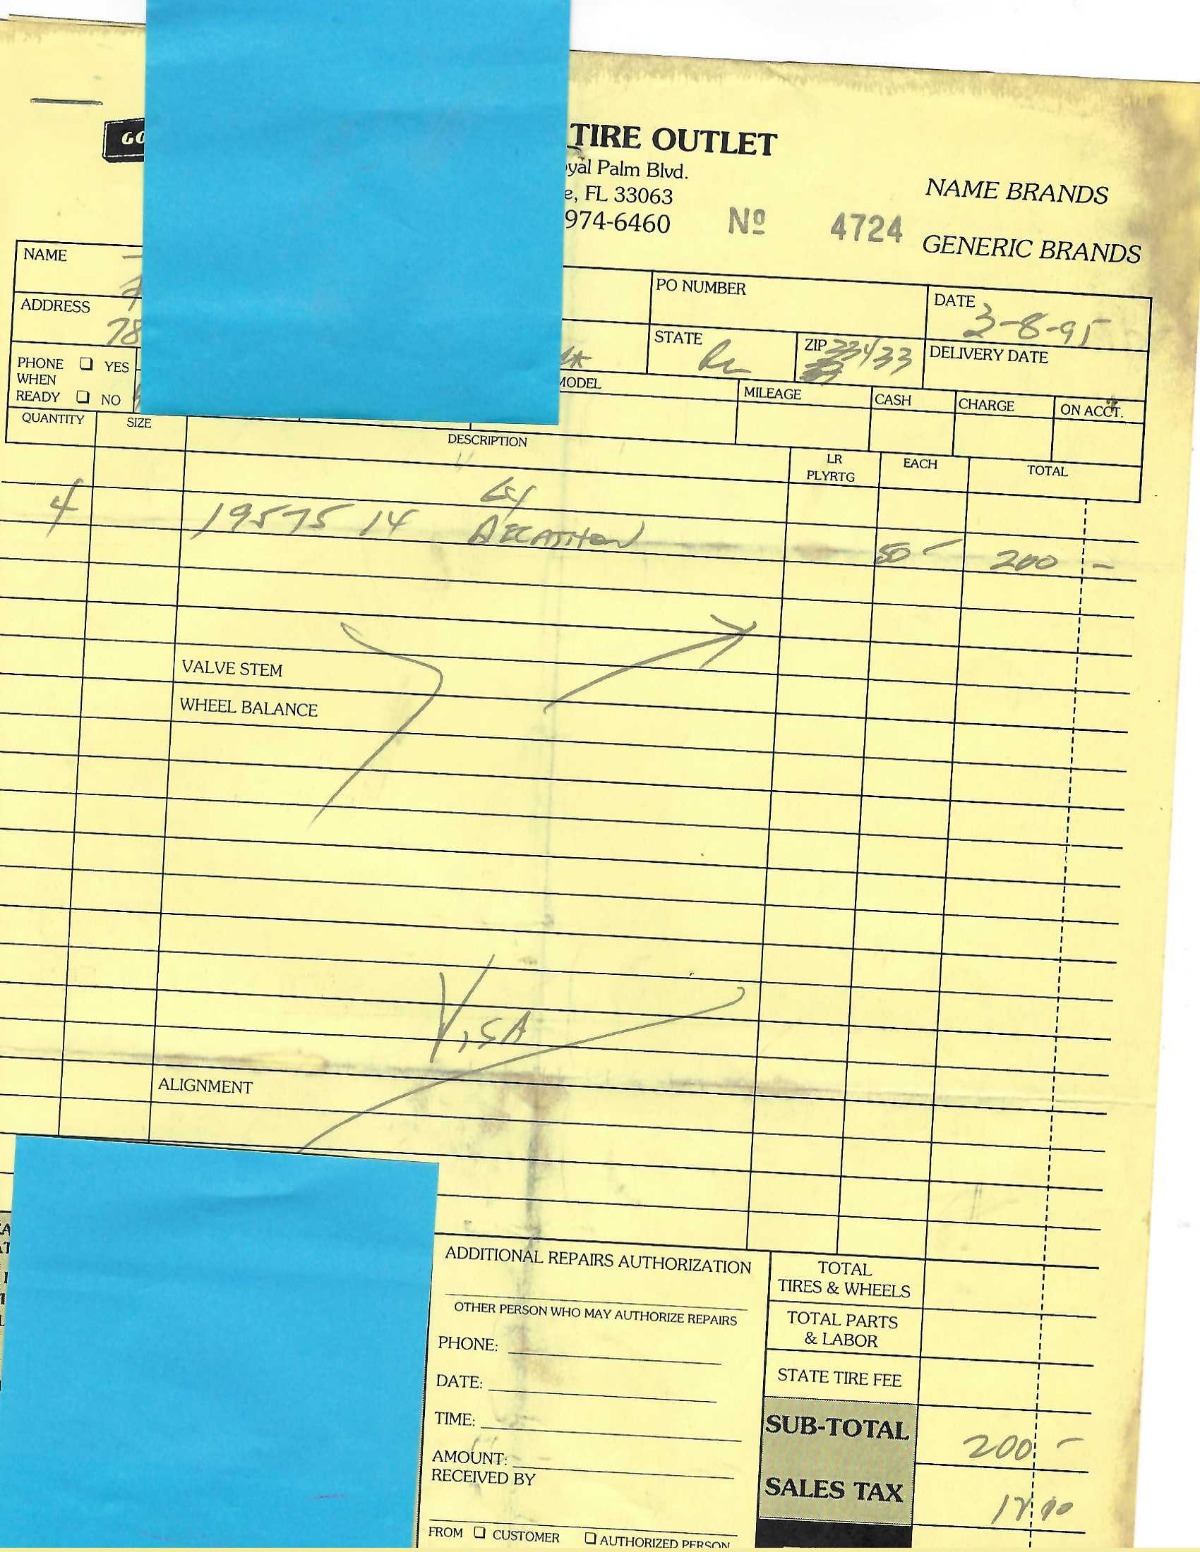 GO
TIRE OUTLET
yal Palm Blvd.
e, FL 33063
974-6460
Nº 4724
NAME BRANDS
GENERIC BRANDS
NAME
PO NUMBER
DATE 3-8-95
ADDRESS 78
STATE
ZIP 33433
DELIVERY DATE
PHONE WHEN READY
❑ YES
❑ NO
MODEL
MILEAGE
CASH
CHARGE
ON ACCT.
QUANTITY
SIZE
DESCRIPTION
LR PLYRTG
EACH
TOTAL
GY
4 19575 14 DECATHON 50 - 200 -
VALVE STEM
WHEEL BALANCE
VISA
ALIGNMENT
ADDITIONAL REPAIRS AUTHORIZATION
OTHER PERSON WHO MAY AUTHORIZE REPAIRS
PHONE:
DATE:
TIME:
AMOUNT:
RECEIVED BY
FROM ❑ CUSTOMER ❑ AUTHORIZED PERSON
TOTAL
TIRES & WHEELS
TOTAL PARTS
& LABOR
STATE TIRE FEE
SUB-TOTAL 200 -
SALES TAX